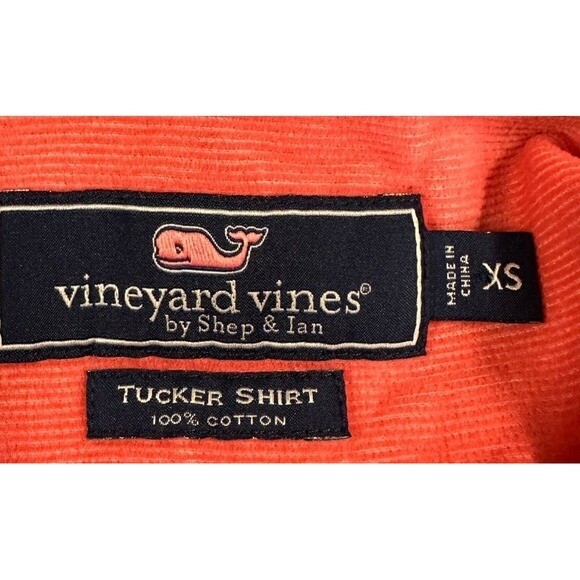 vineyard vines®
by Shep & Ian
MADE IN
CHINA
XS
TUCKER SHIRT
100% COTTON